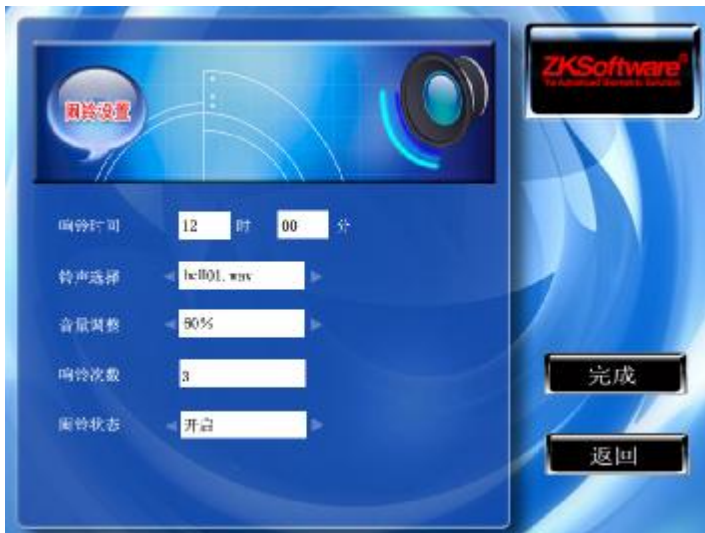 ZKSoftware
闹铃设置
响铃时间 12 时 00 分
铃声选择 bell01.wav
音量调整 60%
响铃次数 3
闹铃状态 开启
完成
返回